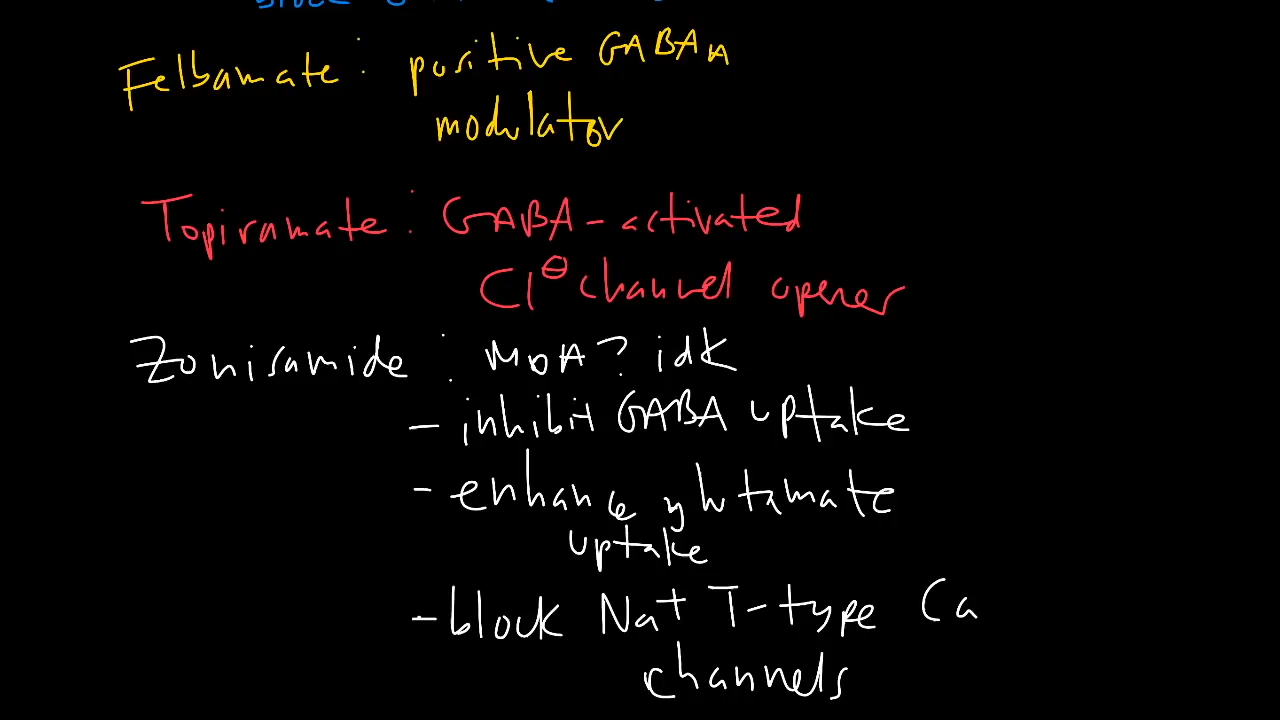 Felbamate: positive GABA A
modulator
Topiramate: GABA-activated
Cl⊖ channel opener
Zonisamide: MOA? idk
- inhibit GABA uptake
- enhance glutamate
uptake
- block Na+ T-type Ca
channels